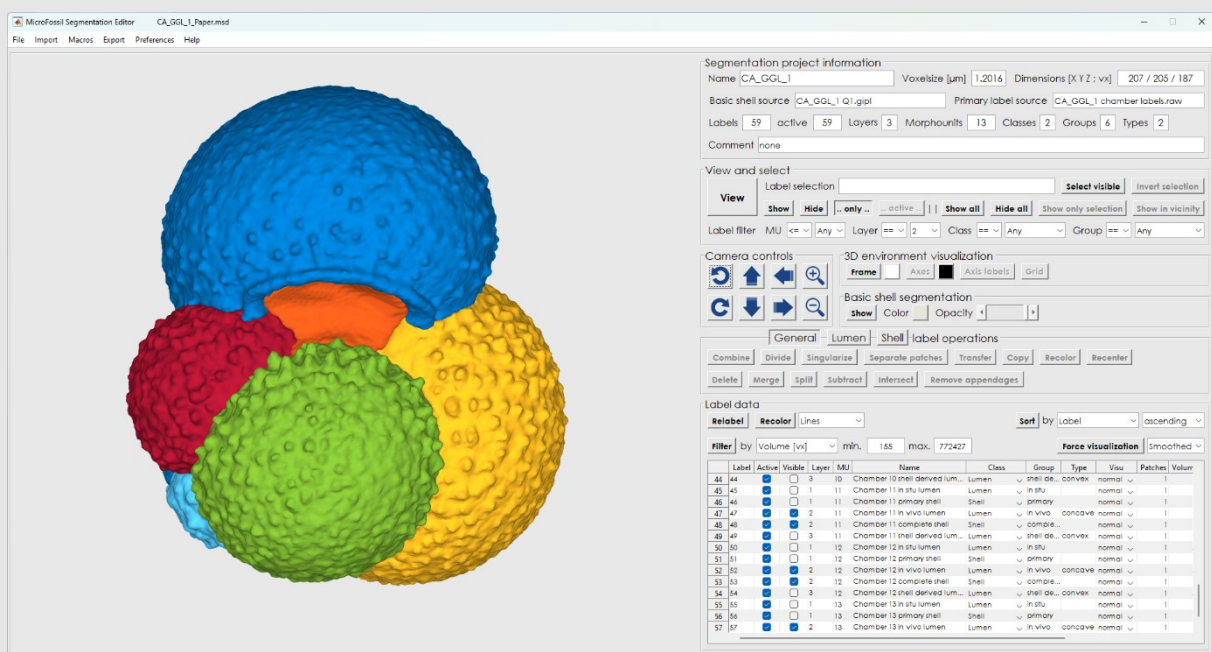 MicroFossil Segmentation Editor CA_GGL_1_Paper.msd
File Import Macros Export Preferences Help
Segmentation project information
Name CA_GGL_1 Voxelsize [µm] 1.2016 Dimensions [X Y Z : vx] 207 / 205 / 187
Basic shell source CA_GGL_1 Q1.gipl Primary label source CA_GGL_1 chamber labels.raw
Labels 59 active 59 Layers 3 Morphounits 13 Classes 2 Groups 6 Types 2
Comment none
View and select
View Label selection Select visible Invert selection
Show Hide .. only .. .. active .. | | Show all Hide all Show only selection Show in vicinity
Label filter MU <= Any Layer == 2 Class == Any Group == Any
Camera controls 3D environment visualization
Frame Axes Axis labels Grid
Basic shell segmentation
Show Color Opacity
General Lumen Shell label operations
Combine Divide Singularize Separate patches Transfer Copy Recolor Recenter
Delete Merge Split Subtract Intersect Remove appendages
Label data
Relabel Recolor Lines Sort by Label ascending
Filter by Volume [vx] min. 155 max. 772427 Force visualization Smoothed
Label Active Visible Layer MU Name Class Group Type Visu Patches Volum
44 44 3 10 Chamber 10 shell derived lum... Lumen shell de... convex normal 1
45 45 1 11 Chamber 11 in situ lumen Lumen in situ normal 1
46 46 1 11 Chamber 11 primary shell Shell primary normal 1
47 47 2 11 Chamber 11 in vivo lumen Lumen in vivo concave normal 1
48 48 2 11 Chamber 11 complete shell Shell comple... normal 1
49 49 3 11 Chamber 11 shell derived lum... Lumen shell de... convex normal 1
50 50 1 12 Chamber 12 in situ lumen Lumen in situ normal 1
51 51 1 12 Chamber 12 primary shell Shell primary normal 1
52 52 2 12 Chamber 12 in vivo lumen Lumen in vivo concave normal 1
53 53 2 12 Chamber 12 complete shell Shell comple... normal 1
54 54 3 12 Chamber 12 shell derived lum... Lumen shell de... convex normal 1
55 55 1 13 Chamber 13 in situ lumen Lumen in situ normal 1
56 56 1 13 Chamber 13 primary shell Shell primary normal 1
57 57 2 13 Chamber 13 in vivo lumen Lumen in vivo concave normal 1